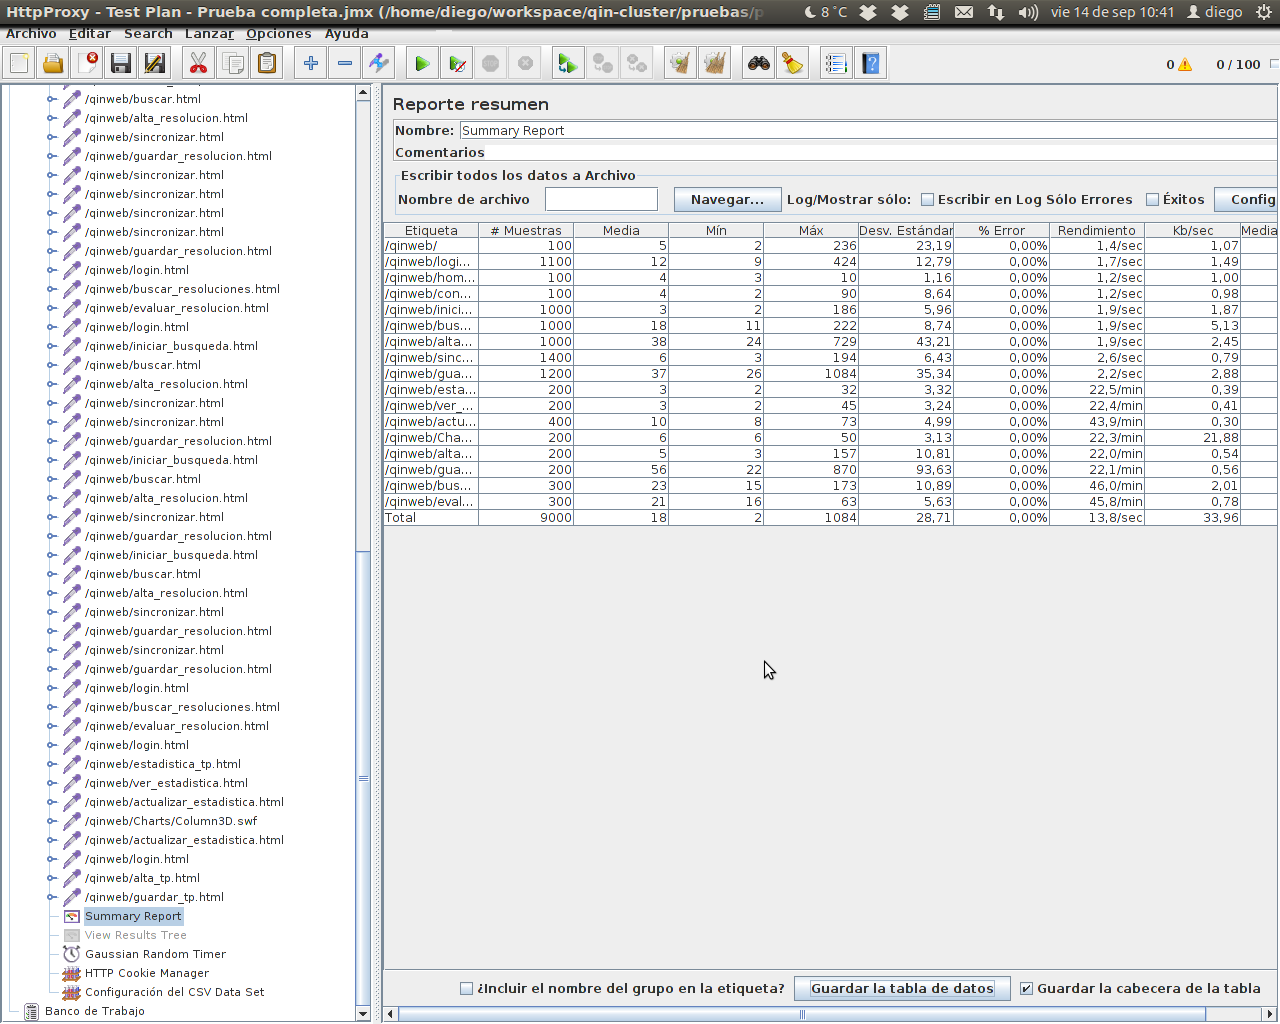 HttpProxy - Test Plan - Prueba completa.jmx (/home/diego/workspace/qin-cluster/pruebas/p
8 °C
vie 14 de sep 10:41
diego
Archivo Editar Search Lanzar Opciones Ayuda
0
0 / 100
/qinweb/buscar.html
/qinweb/alta_resolucion.html
/qinweb/sincronizar.html
/qinweb/guardar_resolucion.html
/qinweb/sincronizar.html
/qinweb/sincronizar.html
/qinweb/sincronizar.html
/qinweb/sincronizar.html
/qinweb/guardar_resolucion.html
/qinweb/login.html
/qinweb/buscar_resoluciones.html
/qinweb/evaluar_resolucion.html
/qinweb/login.html
/qinweb/iniciar_busqueda.html
/qinweb/buscar.html
/qinweb/alta_resolucion.html
/qinweb/sincronizar.html
/qinweb/sincronizar.html
/qinweb/guardar_resolucion.html
/qinweb/iniciar_busqueda.html
/qinweb/buscar.html
/qinweb/alta_resolucion.html
/qinweb/sincronizar.html
/qinweb/guardar_resolucion.html
/qinweb/iniciar_busqueda.html
/qinweb/buscar.html
/qinweb/alta_resolucion.html
/qinweb/sincronizar.html
/qinweb/guardar_resolucion.html
/qinweb/sincronizar.html
/qinweb/guardar_resolucion.html
/qinweb/login.html
/qinweb/buscar_resoluciones.html
/qinweb/evaluar_resolucion.html
/qinweb/login.html
/qinweb/estadistica_tp.html
/qinweb/ver_estadistica.html
/qinweb/actualizar_estadistica.html
/qinweb/Charts/Column3D.swf
/qinweb/actualizar_estadistica.html
/qinweb/login.html
/qinweb/alta_tp.html
/qinweb/guardar_tp.html
Summary Report
View Results Tree
Gaussian Random Timer
HTTP Cookie Manager
Configuración del CSV Data Set
Banco de Trabajo
Reporte resumen
Nombre: Summary Report
Comentarios
Escribir todos los datos a Archivo
Nombre de archivo Navegar... Log/Mostrar sólo: Escribir en Log Sólo Errores Éxitos Config
Etiqueta # Muestras Media Mín Máx Desv. Estándar % Error Rendimiento Kb/sec Media
/qinweb/ 100 5 2 236 23,19 0,00% 1,4/sec 1,07
/qinweb/logi... 1100 12 9 424 12,79 0,00% 1,7/sec 1,49
/qinweb/hom... 100 4 3 10 1,16 0,00% 1,2/sec 1,00
/qinweb/con... 100 4 2 90 8,64 0,00% 1,2/sec 0,98
/qinweb/inici... 1000 3 2 186 5,96 0,00% 1,9/sec 1,87
/qinweb/bus... 1000 18 11 222 8,74 0,00% 1,9/sec 5,13
/qinweb/alta... 1000 38 24 729 43,21 0,00% 1,9/sec 2,45
/qinweb/sinc... 1400 6 3 194 6,43 0,00% 2,6/sec 0,79
/qinweb/gua... 1200 37 26 1084 35,34 0,00% 2,2/sec 2,88
/qinweb/esta... 200 3 2 32 3,32 0,00% 22,5/min 0,39
/qinweb/ver_... 200 3 2 45 3,24 0,00% 22,4/min 0,41
/qinweb/actu... 400 10 8 73 4,99 0,00% 43,9/min 0,30
/qinweb/Cha... 200 6 6 50 3,13 0,00% 22,3/min 21,88
/qinweb/alta... 200 5 3 157 10,81 0,00% 22,0/min 0,54
/qinweb/gua... 200 56 22 870 93,63 0,00% 22,1/min 0,56
/qinweb/bus... 300 23 15 173 10,89 0,00% 46,0/min 2,01
/qinweb/eval... 300 21 16 63 5,63 0,00% 45,8/min 0,78
Total 9000 18 2 1084 28,71 0,00% 13,8/sec 33,96
¿Incluir el nombre del grupo en la etiqueta? Guardar la tabla de datos Guardar la cabecera de la tabla